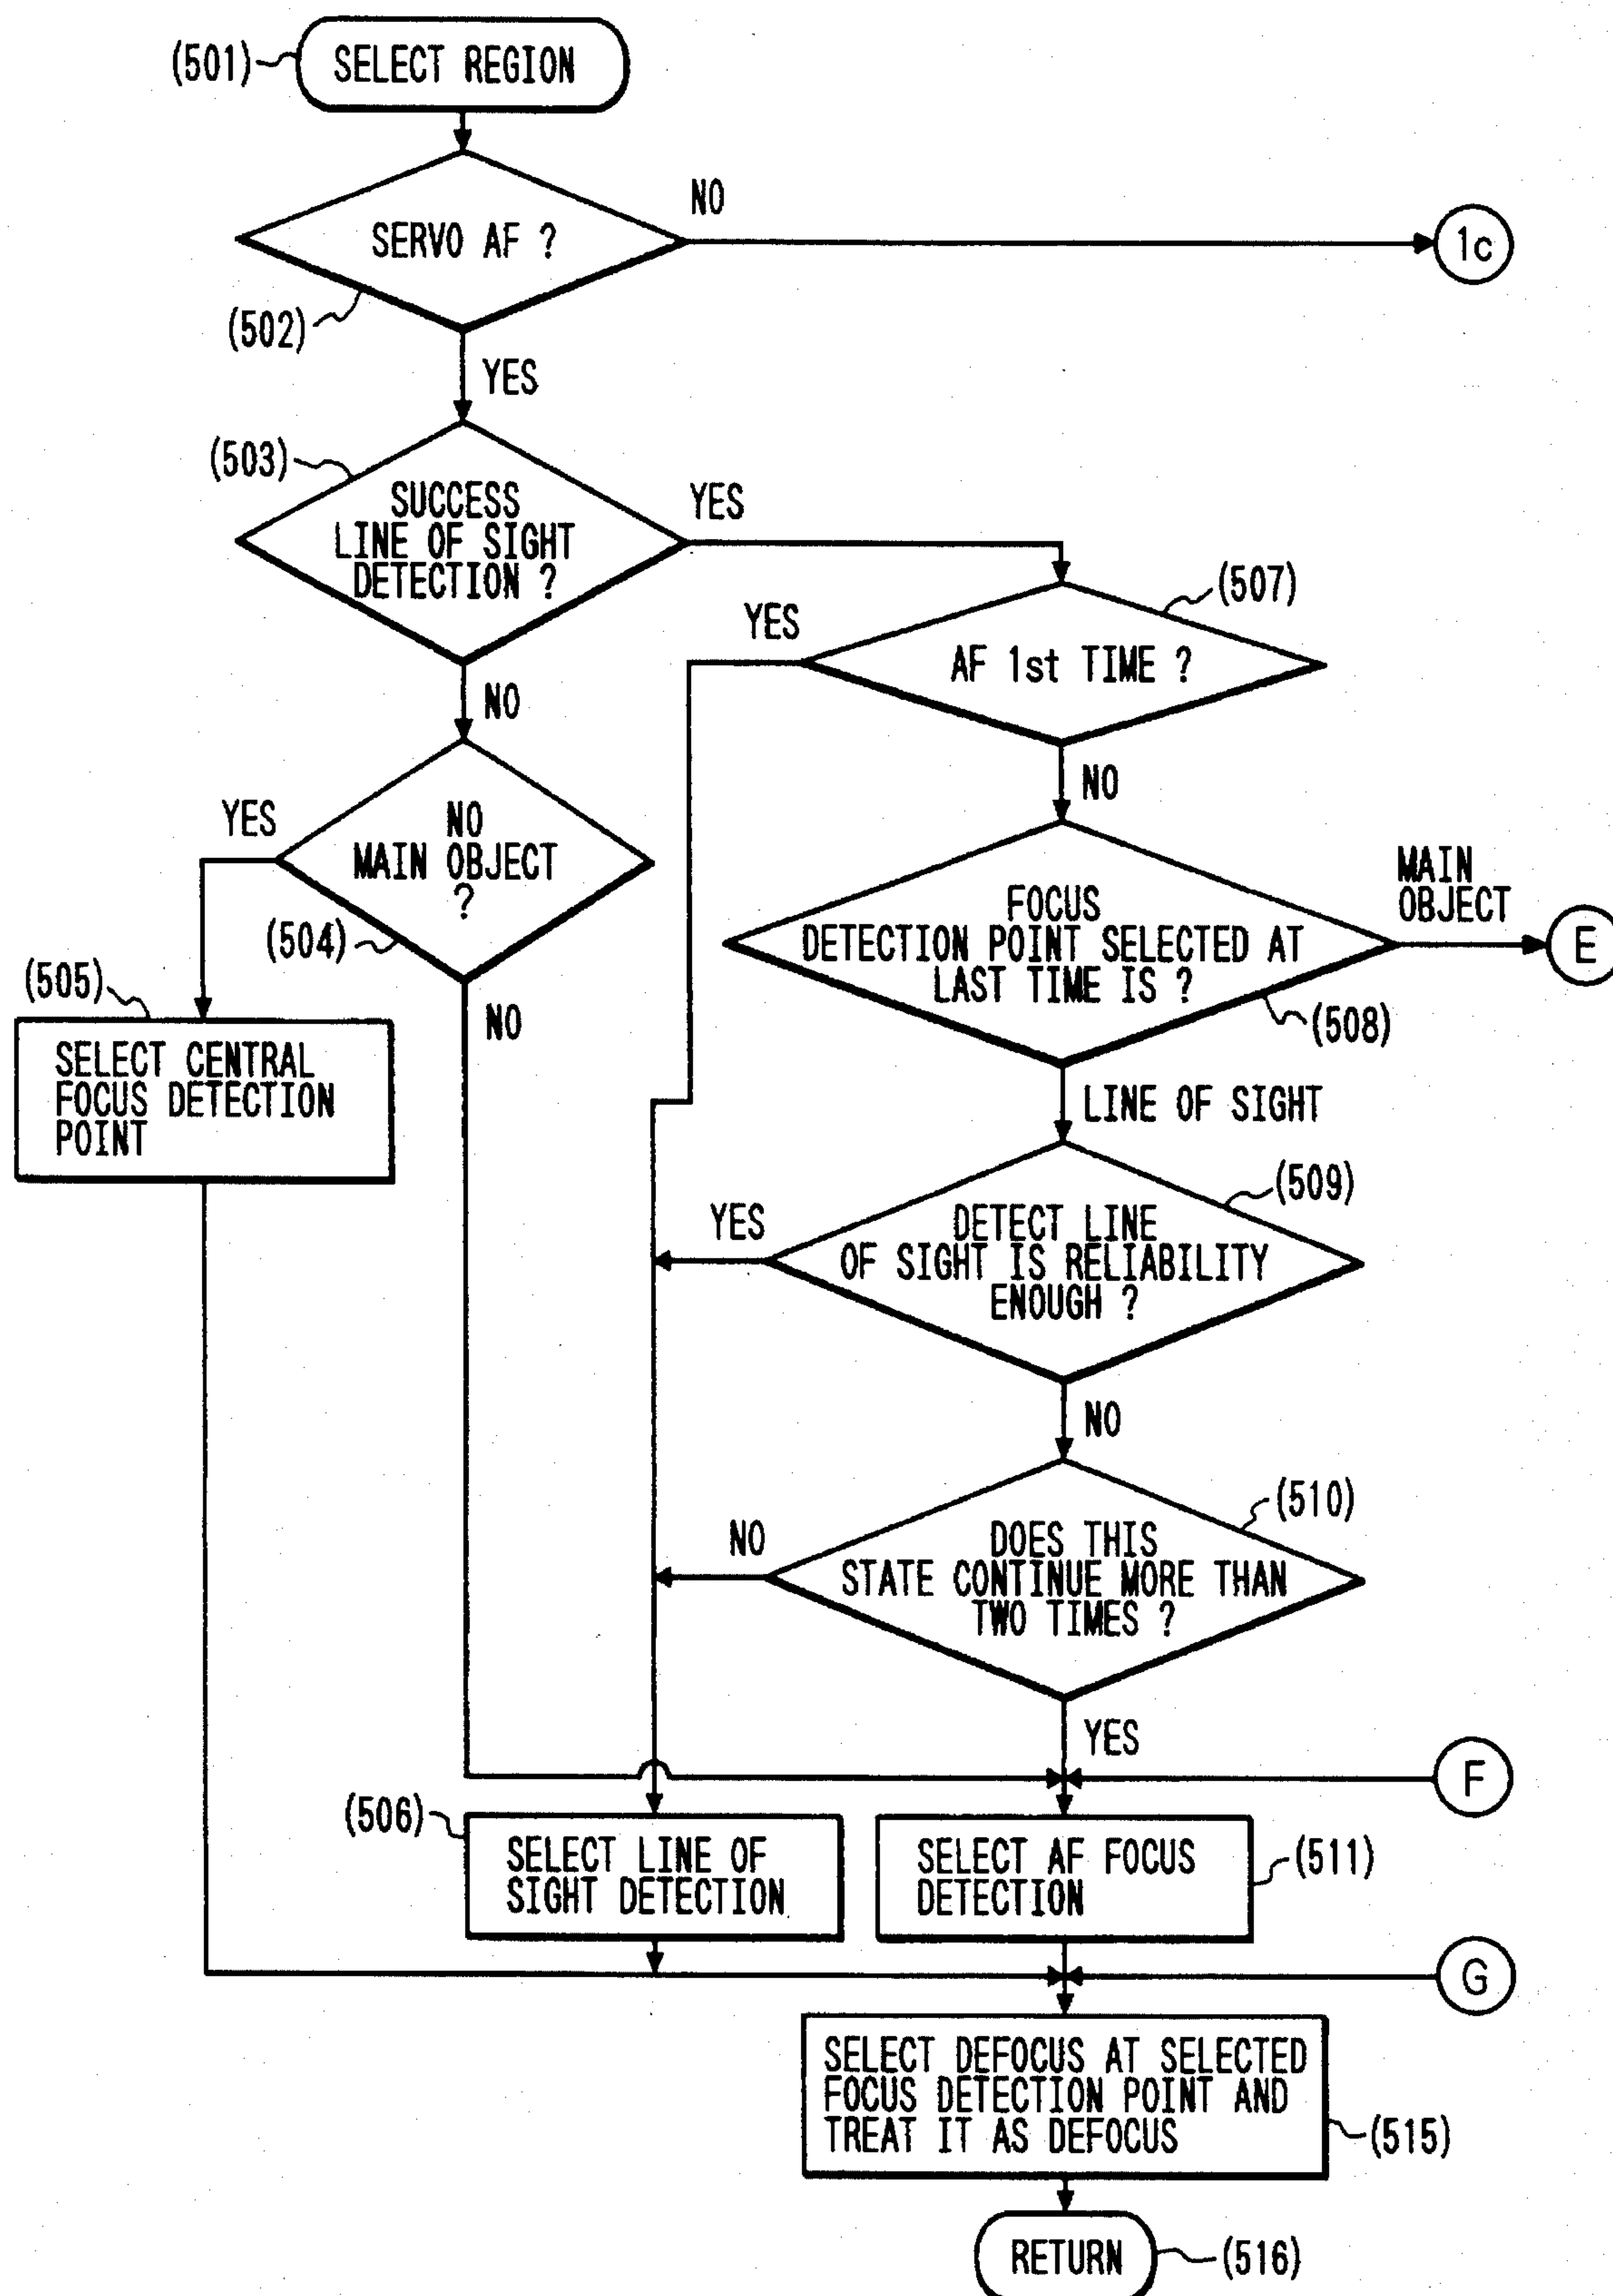 (501)
SELECT REGION
SERVO AF ?
NO
1c
(502)
YES
(503)
SUCCESS
LINE OF SIGHT
DETECTION ?
YES
NO
(507)
YES
AF 1st TIME ?
NO
YES
NO
MAIN OBJECT
?
(504)
NO
FOCUS
DETECTION POINT SELECTED AT
LAST TIME IS ?
MAIN
OBJECT
E
(508)
LINE OF SIGHT
(505)
SELECT CENTRAL
FOCUS DETECTION
POINT
(509)
YES
DETECT LINE
OF SIGHT IS RELIABILITY
ENOUGH ?
NO
(510)
NO
DOES THIS
STATE CONTINUE MORE THAN
TWO TIMES ?
YES
F
(506)
SELECT LINE OF
SIGHT DETECTION
SELECT AF FOCUS
DETECTION
(511)
G
SELECT DEFOCUS AT SELECTED
FOCUS DETECTION POINT AND
TREAT IT AS DEFOCUS
(515)
RETURN
(516)